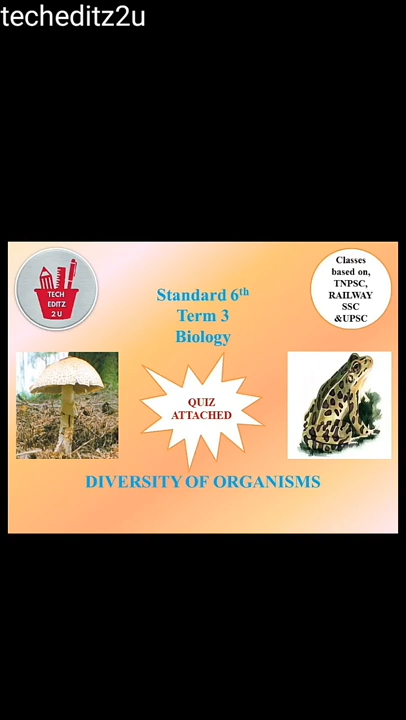 techeditz2u
TECH
EDITZ
2 U
Standard 6th
Term 3
Biology
Classes
based on,
TNPSC,
RAILWAY
SSC
&UPSC
QUIZ
ATTACHED
DIVERSITY OF ORGANISMS